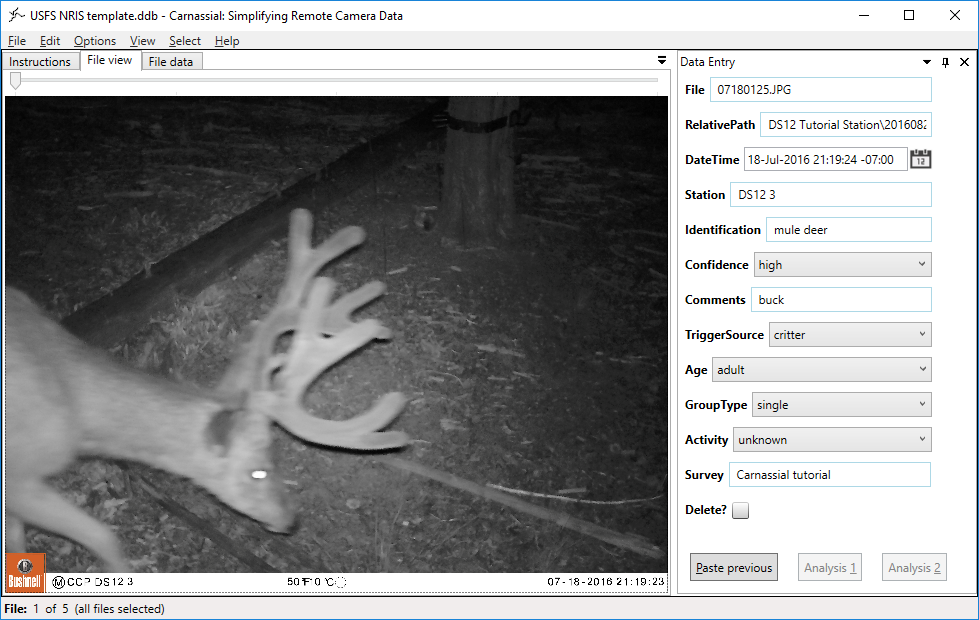 USFS NRIS template.ddb - Carnassial: Simplifying Remote Camera Data
File Edit Options View Select Help
Instructions File view File data
Data Entry
File 07180125.JPG
RelativePath DS12 Tutorial Station\2016082
DateTime 18-Jul-2016 21:19:24 -07:00
12
Station DS12 3
Identification mule deer
Confidence high
Comments buck
TriggerSource critter
Age adult
GroupType single
Activity unknown
Survey Carnassial tutorial
Delete?
Bushnell M CCP DS12 3 50°F 0°C 07-18-2016 21:19:23
Paste previous Analysis 1 Analysis 2
File: 1 of 5 (all files selected)